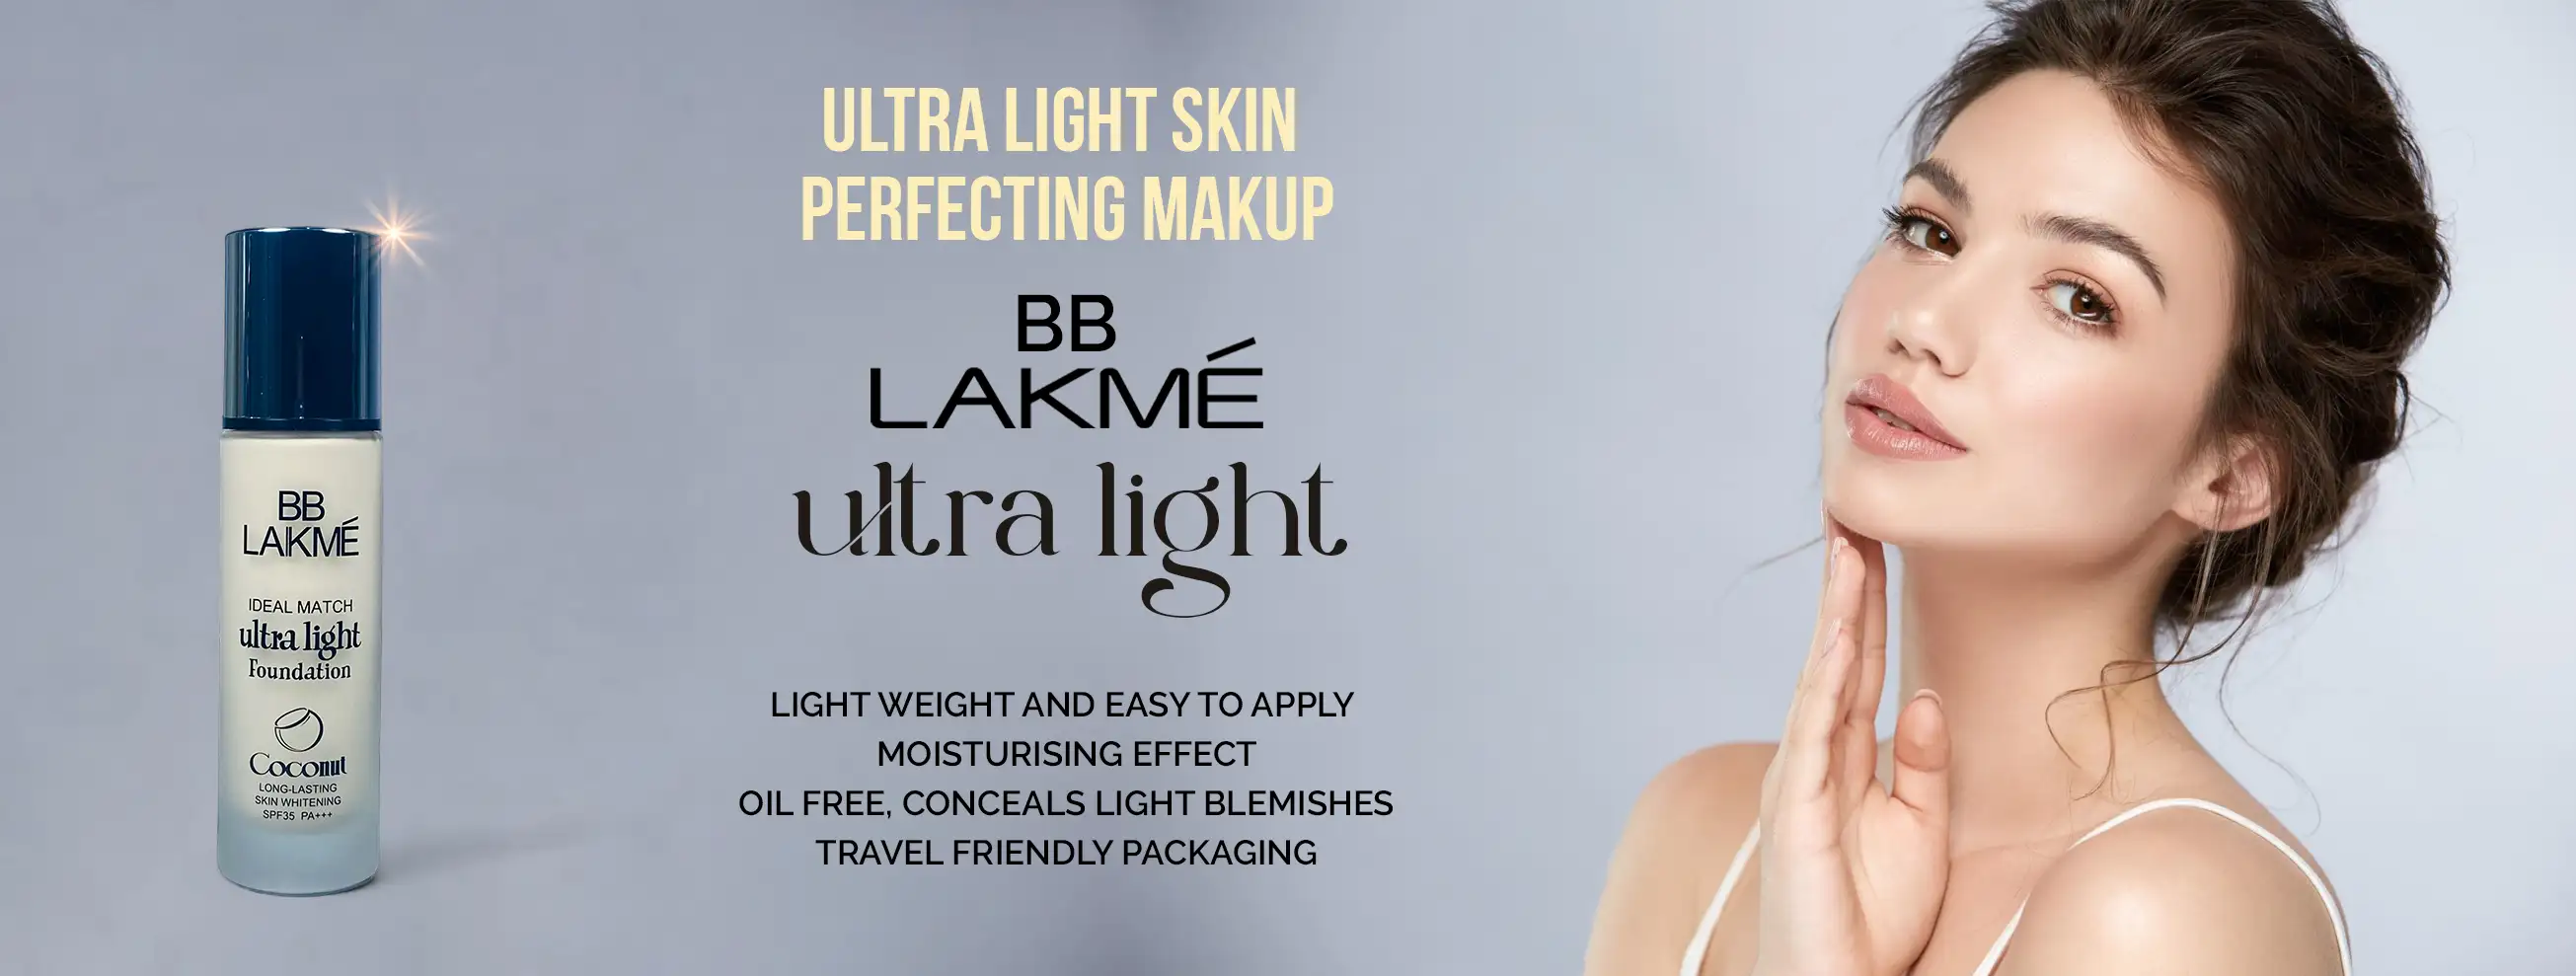 ULTRA LIGHT SKIN
PERFECTING MAKUP
BB
LAKMÉ
ultra light
LIGHT WEIGHT AND EASY TO APPLY
MOISTURISING EFFECT
OIL FREE, CONCEALS LIGHT BLEMISHES
TRAVEL FRIENDLY PACKAGING
BB
LAKMÉ
IDEAL MATCH
ultra light
Foundation
Coconut
LONG-LASTING
SKIN WHITENING
SPF35 PA+++